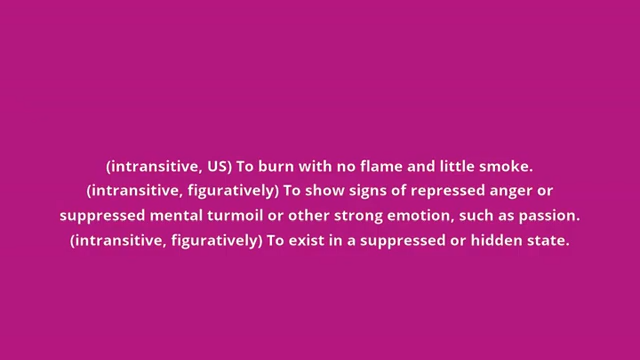 (intransitive, US) To burn with no flame and little smoke.
(intransitive, figuratively) To show signs of repressed anger or
suppressed mental turmoil or other strong emotion, such as passion.
(intransitive, figuratively) To exist in a suppressed or hidden state.